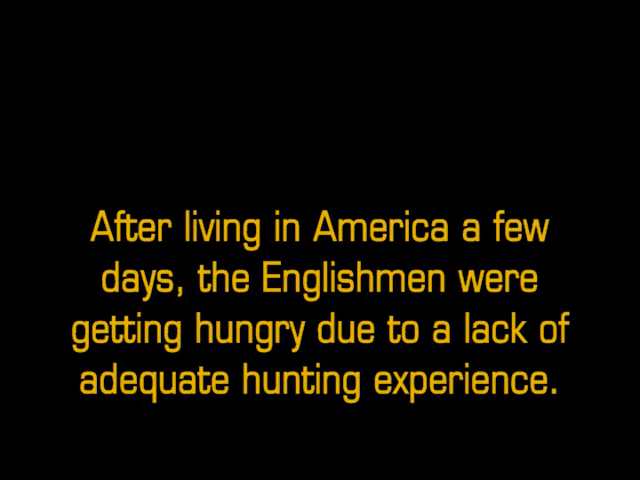 After living in America a few
days, the Englishmen were
getting hungry due to a lack of
adequate hunting experience.